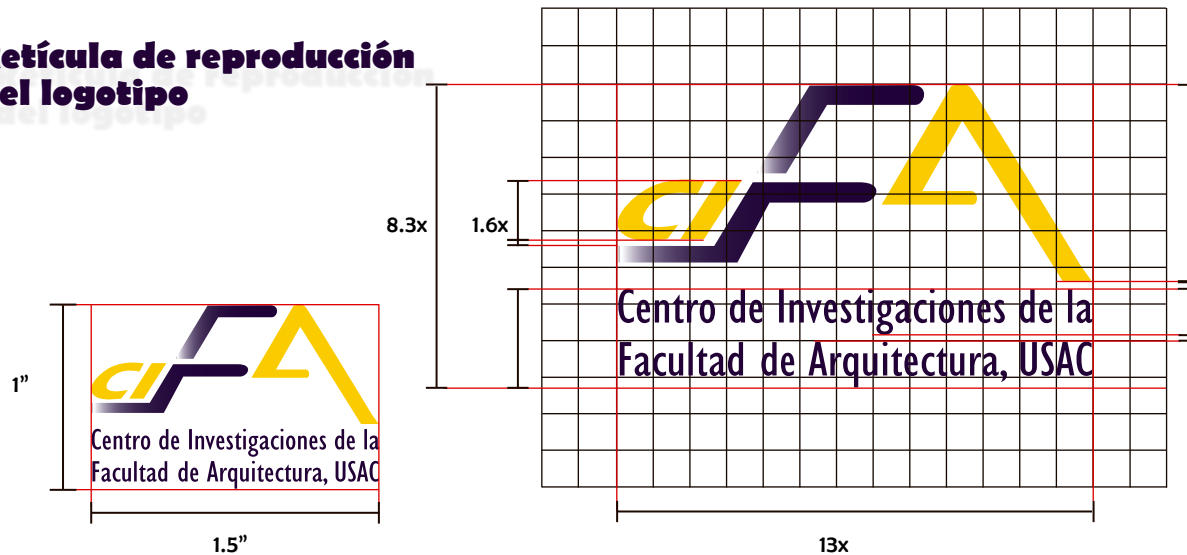 etícula de reproducción
el logotipo
8.3x
1.6x
CIFA
Centro de Investigaciones de la
Facultad de Arquitectura, USAC
13x
1”
CIFA
Centro de Investigaciones de la
Facultad de Arquitectura, USAC
1.5”